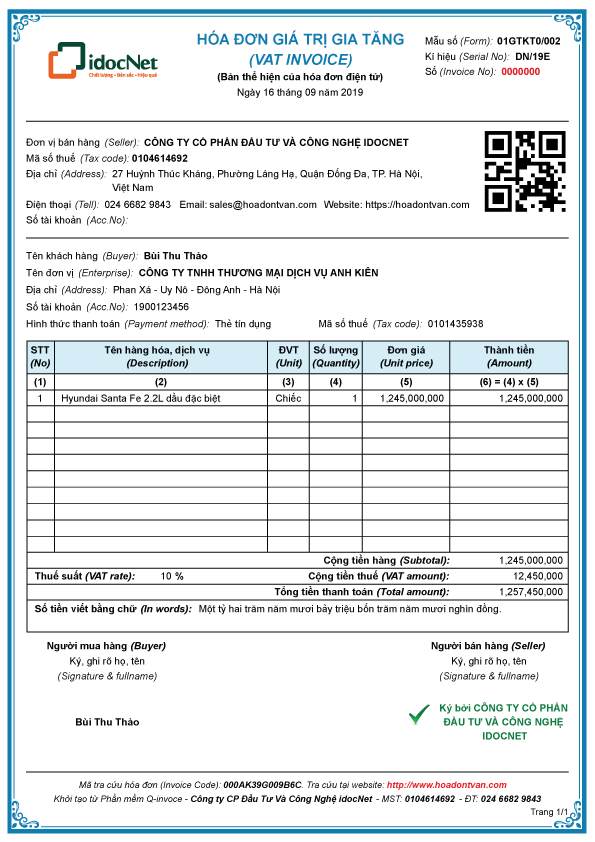 idocNet
Chất lượng - Bản sắc - Hiệu quả
HÓA ĐƠN GIÁ TRỊ GIA TĂNG
(VAT INVOICE)
(Bản thể hiện của hóa đơn điện tử)
Ngày 16 tháng 09 năm 2019
Mẫu số (Form): 01GTKT0/002
Kí hiệu (Serial No): DN/19E
Số (Invoice No): 0000000
Đơn vị bán hàng (Seller): CÔNG TY CỔ PHẦN ĐẦU TƯ VÀ CÔNG NGHỆ IDOCNET
Mã số thuế (Tax code): 0104614692
Địa chỉ (Address): 27 Huỳnh Thúc Kháng, Phường Láng Hạ, Quận Đống Đa, TP. Hà Nội,
Việt Nam
Điện thoại (Tell): 024 6682 9843 Email: sales@hoadontvan.com Website: https://hoadontvan.com
Số tài khoản (Acc.No):
Tên khách hàng (Buyer): Bùi Thu Thảo
Tên đơn vị (Enterprise): CÔNG TY TNHH THƯƠNG MẠI DỊCH VỤ ANH KIÊN
Địa chỉ (Address): Phan Xá - Uy Nô - Đông Anh - Hà Nội
Số tài khoản (Acc.No): 1900123456
Hình thức thanh toán (Payment method): Thẻ tín dụng Mã số thuế (Tax code): 0101435938
STT Tên hàng hóa, dịch vụ ĐVT Số lượng Đơn giá Thành tiền
(No) (Description) (Unit) (Quantity) (Unit price) (Amount)
(1) (2) (3) (4) (5) (6) = (4) x (5)
1 Hyundai Santa Fe 2.2L dầu đặc biệt Chiếc 1 1,245,000,000 1,245,000,000
Cộng tiền hàng (Subtotal): 1,245,000,000
Thuế suất (VAT rate): 10 % Cộng tiền thuế (VAT amount): 12,450,000
Tổng tiền thanh toán (Total amount): 1,257,450,000
Số tiền viết bằng chữ (In words): Một tỷ hai trăm năm mươi bảy triệu bốn trăm năm mươi nghìn đồng.
Người mua hàng (Buyer) Người bán hàng (Seller)
Ký, ghi rõ họ, tên Ký, ghi rõ họ, tên
(Signature & fullname) (Signature & fullname)
Bùi Thu Thảo
Ký bởi CÔNG TY CỔ PHẦN
ĐẦU TƯ VÀ CÔNG NGHỆ
IDOCNET
Mã tra cứu hóa đơn (Invoice Code): 000AK39G009B6C. Tra cứu tại website: http://www.hoadontvan.com
Khởi tạo từ Phần mềm Q-invoce - Công ty CP Đầu Tư Và Công Nghệ idocNet - MST: 0104614692 - ĐT: 024 6682 9843
Trang 1/1